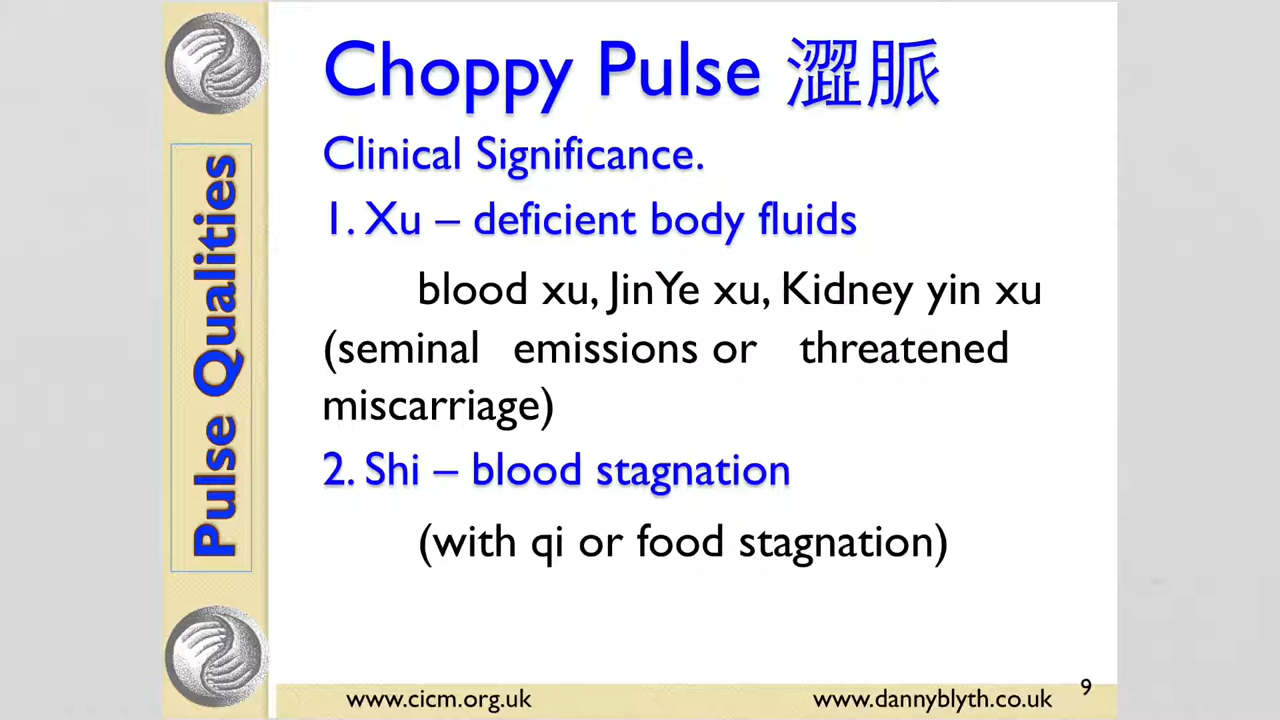 Pulse Qualities
Choppy Pulse 澀脈
Clinical Significance.
1. Xu – deficient body fluids
blood xu, JinYe xu, Kidney yin xu
(seminal emissions or threatened
miscarriage)
2. Shi – blood stagnation
(with qi or food stagnation)
9
www.cicm.org.uk www.dannyblyth.co.uk